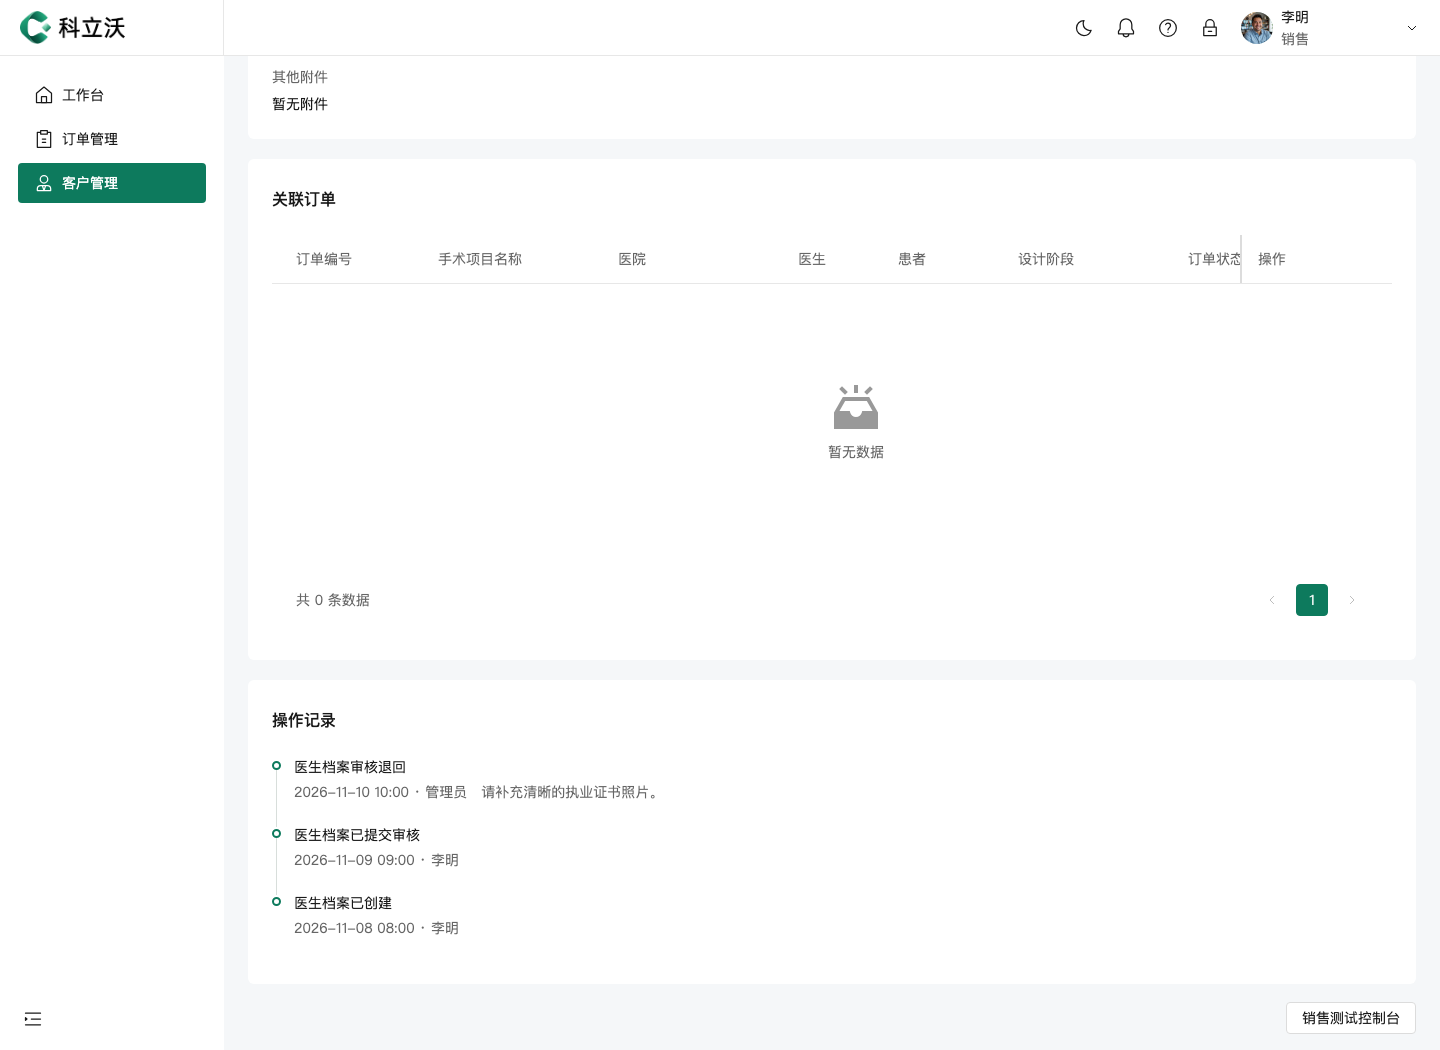 科立沃
李明
销售
工作台
订单管理
客户管理
其他附件
暂无附件
关联订单
订单编号 手术项目名称 医院 医生 患者 设计阶段 订单状态 操作
暂无数据
共 0 条数据
1
操作记录
医生档案审核退回
2026-11-10 10:00 · 管理员 请补充清晰的执业证书照片。
医生档案已提交审核
2026-11-09 09:00 · 李明
医生档案已创建
2026-11-08 08:00 · 李明
销售测试控制台